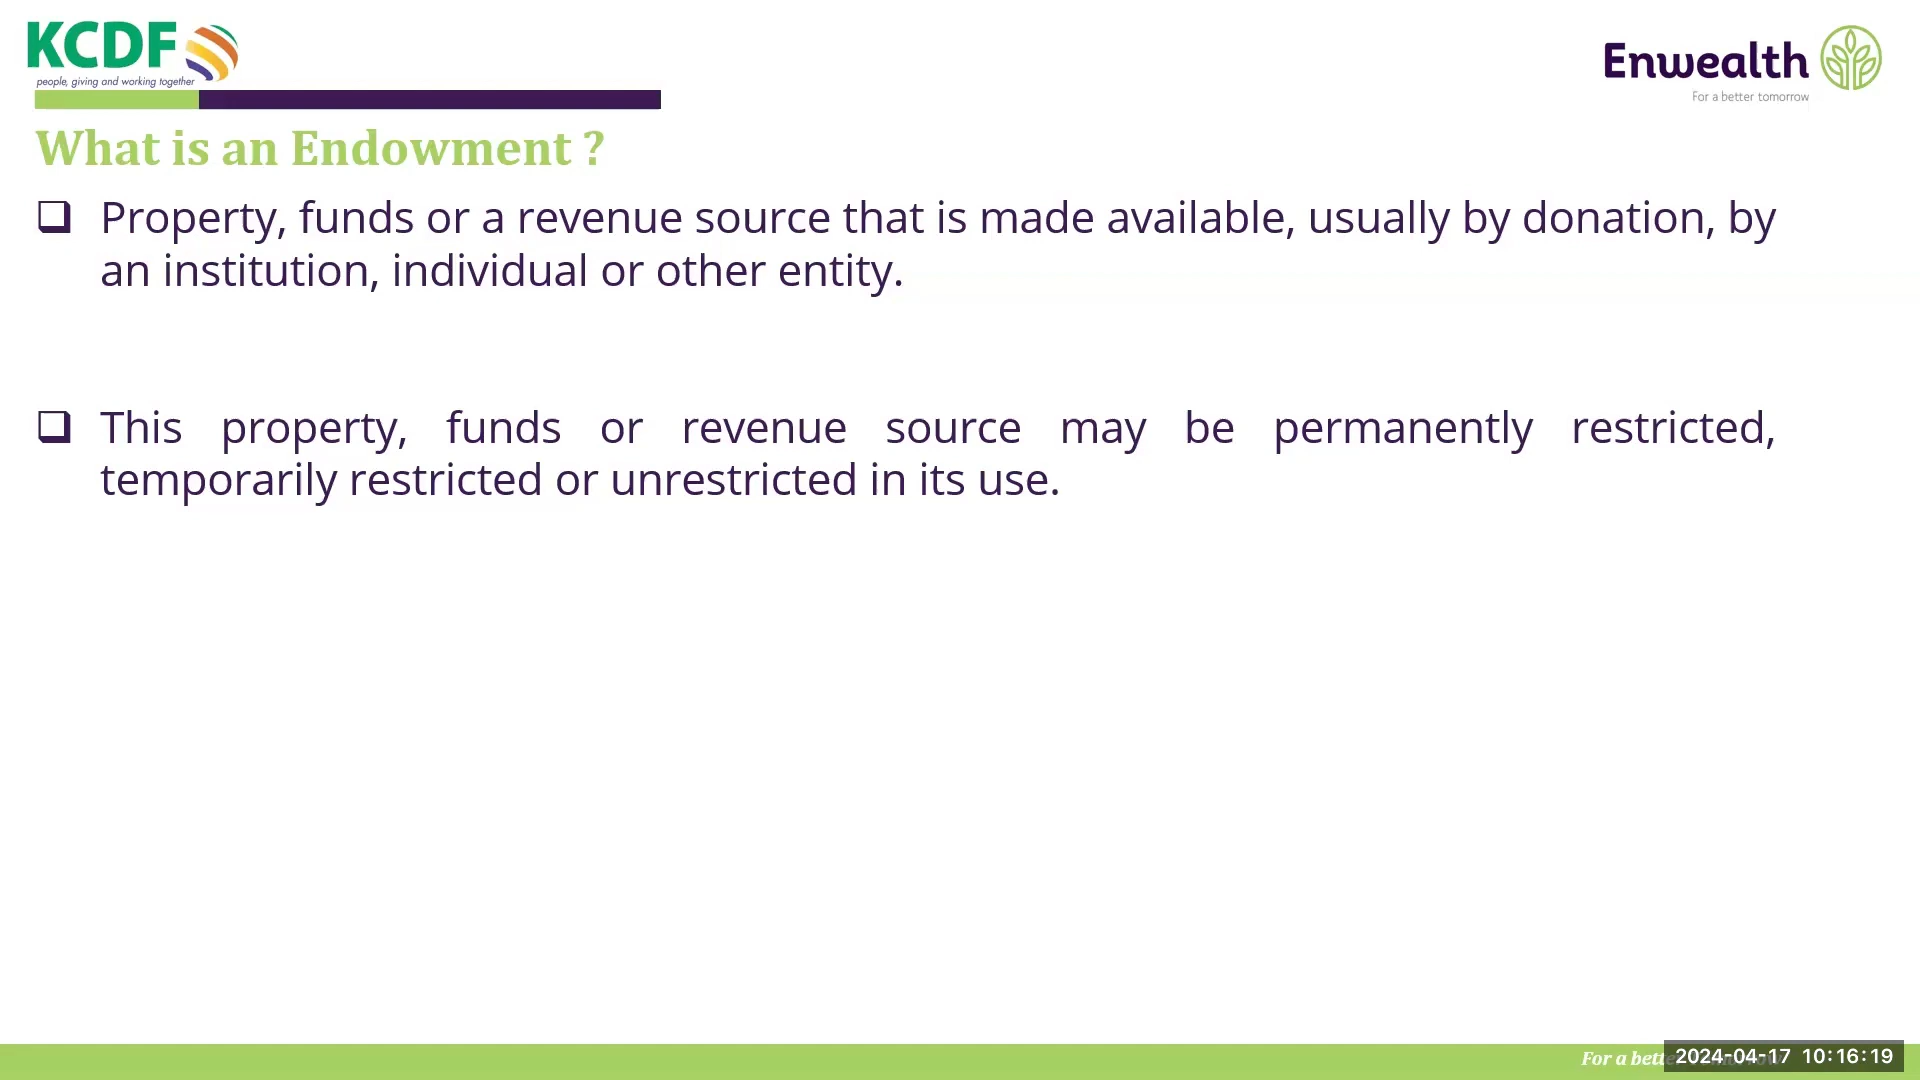 KCDF
people, giving and working together
Enwealth
For a better tomorrow
What is an Endowment ?
Property, funds or a revenue source that is made available, usually by donation, by
an institution, individual or other entity.
This property, funds or revenue source may be permanently restricted,
temporarily restricted or unrestricted in its use.
For a
2024-04-17 10:16:19